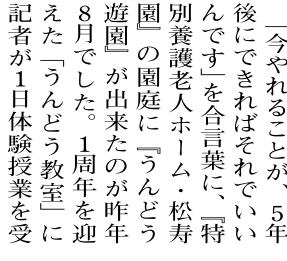 ―今やれることが、5年
後にできればそれでいい
んです」を合言葉に、『特
別養護老人ホーム・松寿
園』の園庭に『うんどう
遊園』が出来たのが昨年
8月でした。1周年を迎
えた「うんどう教室」に
記者が1日体験授業を受